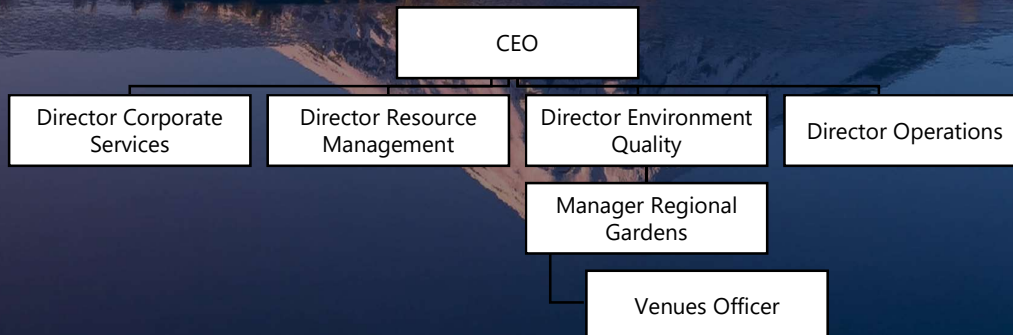 CEO
Director Corporate
Services
Director Resource
Management
Director Environment
Quality
Director Operations
Manager Regional
Gardens
Venues Officer